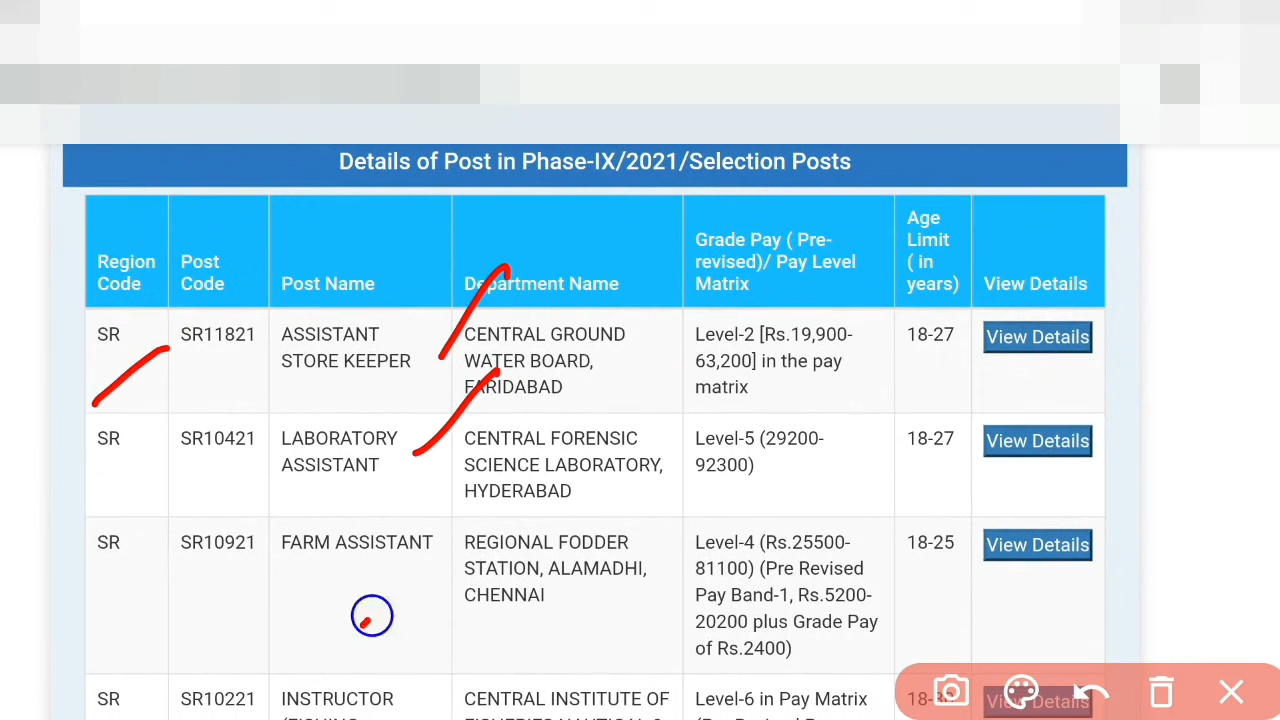 Details of Post in Phase-IX/2021/Selection Posts
Region
Code
Post
Code
Post Name
Department Name
Grade Pay ( Pre-
revised)/ Pay Level
Matrix
Age
Limit
( in
years)
View Details
SR
SR11821
ASSISTANT
STORE KEEPER
CENTRAL GROUND
WATER BOARD,
FARIDABAD
Level-2 [Rs.19,900-
63,200] in the pay
matrix
18-27
View Details
SR
SR10421
LABORATORY
ASSISTANT
CENTRAL FORENSIC
SCIENCE LABORATORY,
HYDERABAD
Level-5 (29200-
92300)
18-27
View Details
SR
SR10921
FARM ASSISTANT
REGIONAL FODDER
STATION, ALAMADHI,
CHENNAI
Level-4 (Rs.25500-
81100) (Pre Revised
Pay Band-1, Rs.5200-
20200 plus Grade Pay
of Rs.2400)
18-25
View Details
SR
SR10221
INSTRUCTOR
CENTRAL INSTITUTE OF
Level-6 in Pay Matrix
View Details